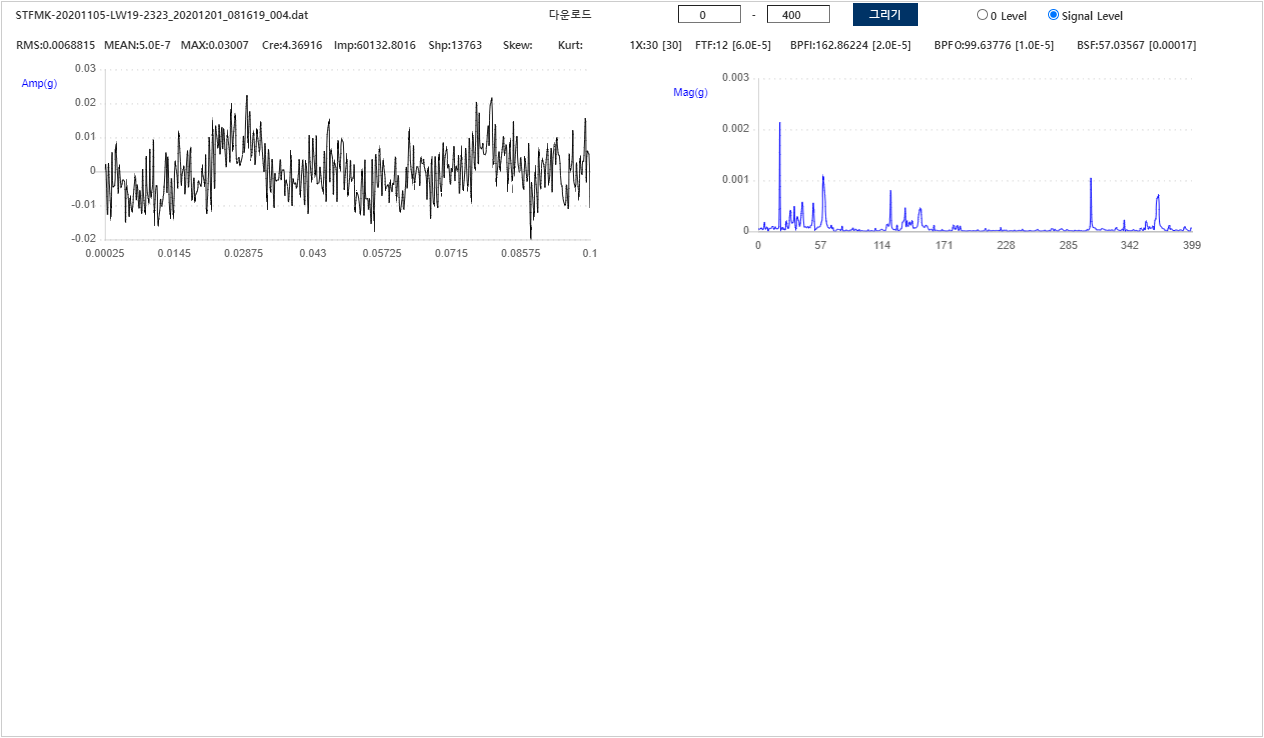 STFMK-20201105-LW19-2323_20201201_081619_004.dat 다운로드 0 - 400 그리기 0 Level Signal Level
RMS:0.0068815 MEAN:5.0E-7 MAX:0.03007 Cre:4.36916 Imp:60132.8016 Shp:13763 Skew: Kurt: 1X:30 [30] FTF:12 [6.0E-5] BPFI:162.86224 [2.0E-5] BPFO:99.63776 [1.0E-5] BSF:57.03567 [0.00017]
Amp(g)
0.03
0.02
0.01
0
-0.01
-0.02
0.00025 0.0145 0.02875 0.043 0.05725 0.0715 0.08575 0.1
Mag(g)
0.003
0.002
0.001
0
0 57 114 171 228 285 342 399